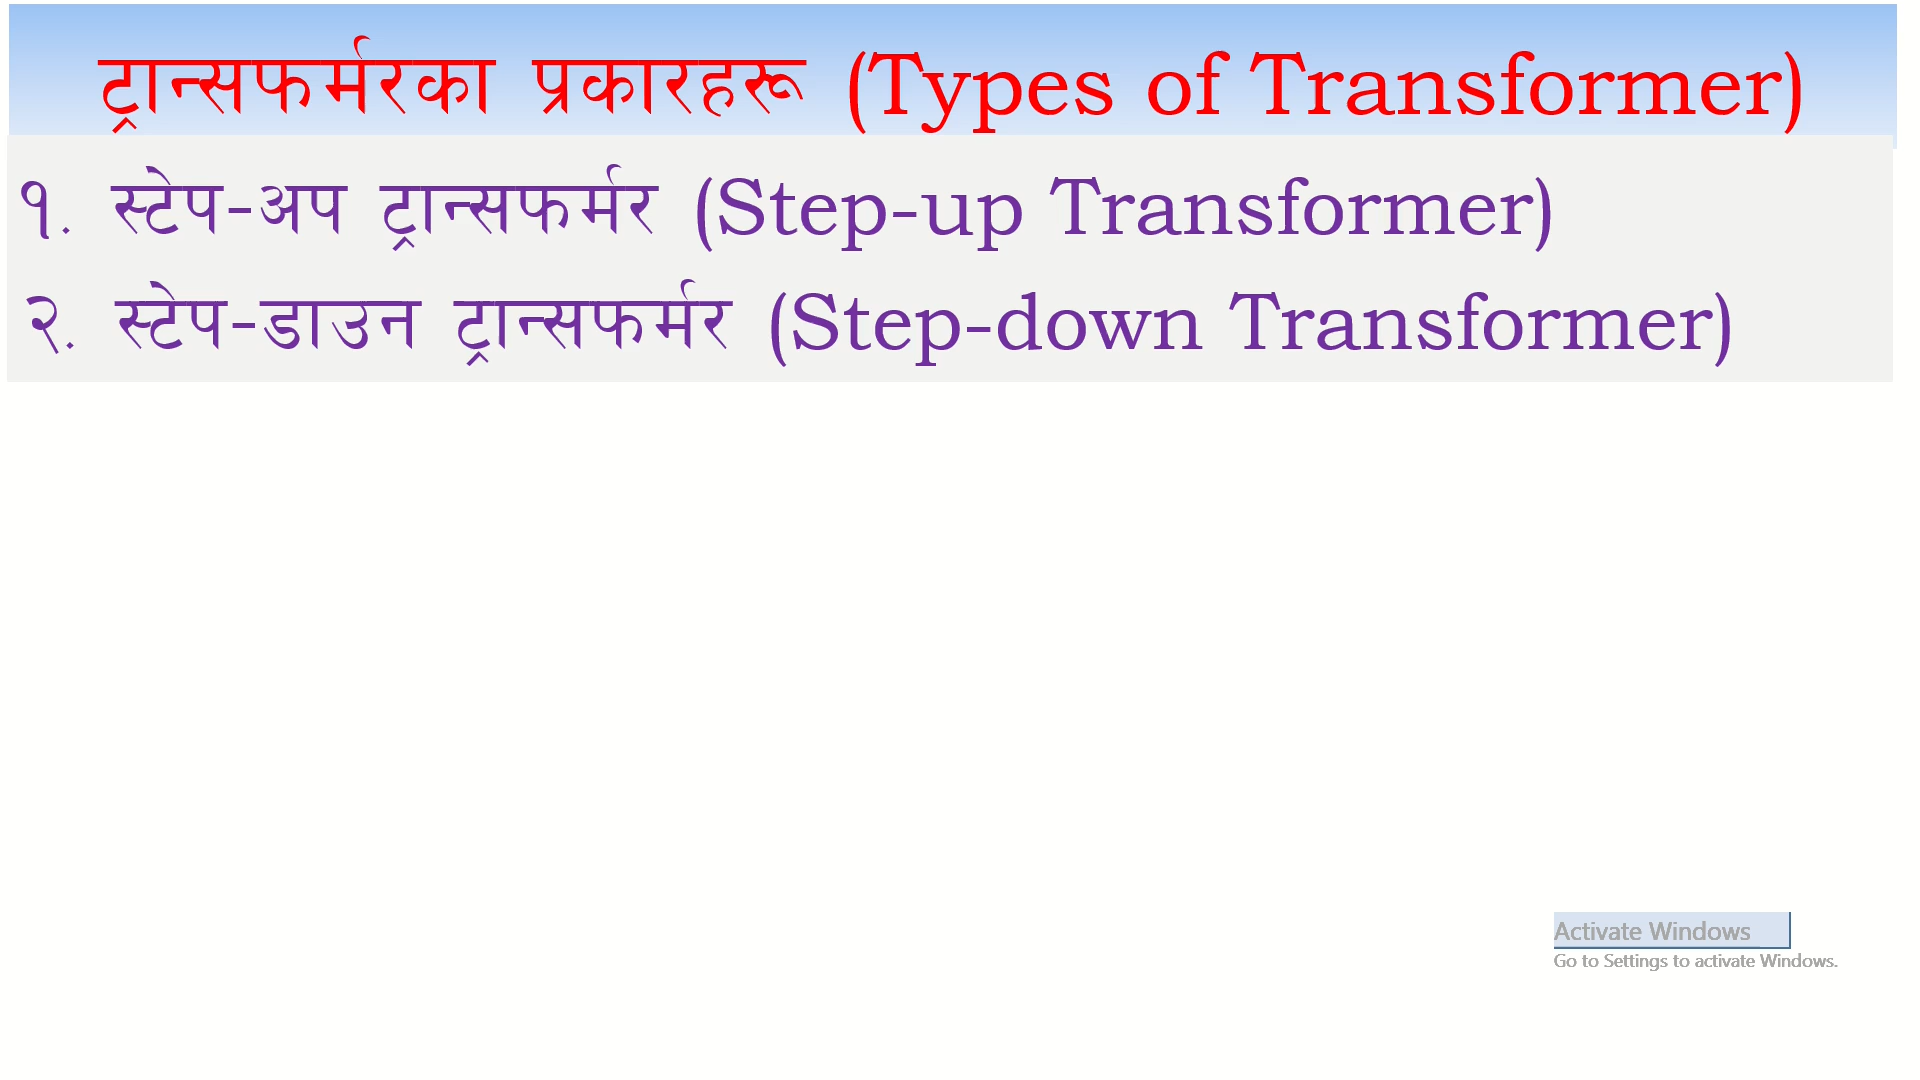 ट्रान्सफर्मरका प्रकारहरू (Types of Transformer)
१. स्टेप-अप ट्रान्सफर्मर (Step-up Transformer)
२. स्टेप-डाउन ट्रान्सफर्मर (Step-down Transformer)
Activate Windows
Go to Settings to activate Windows.